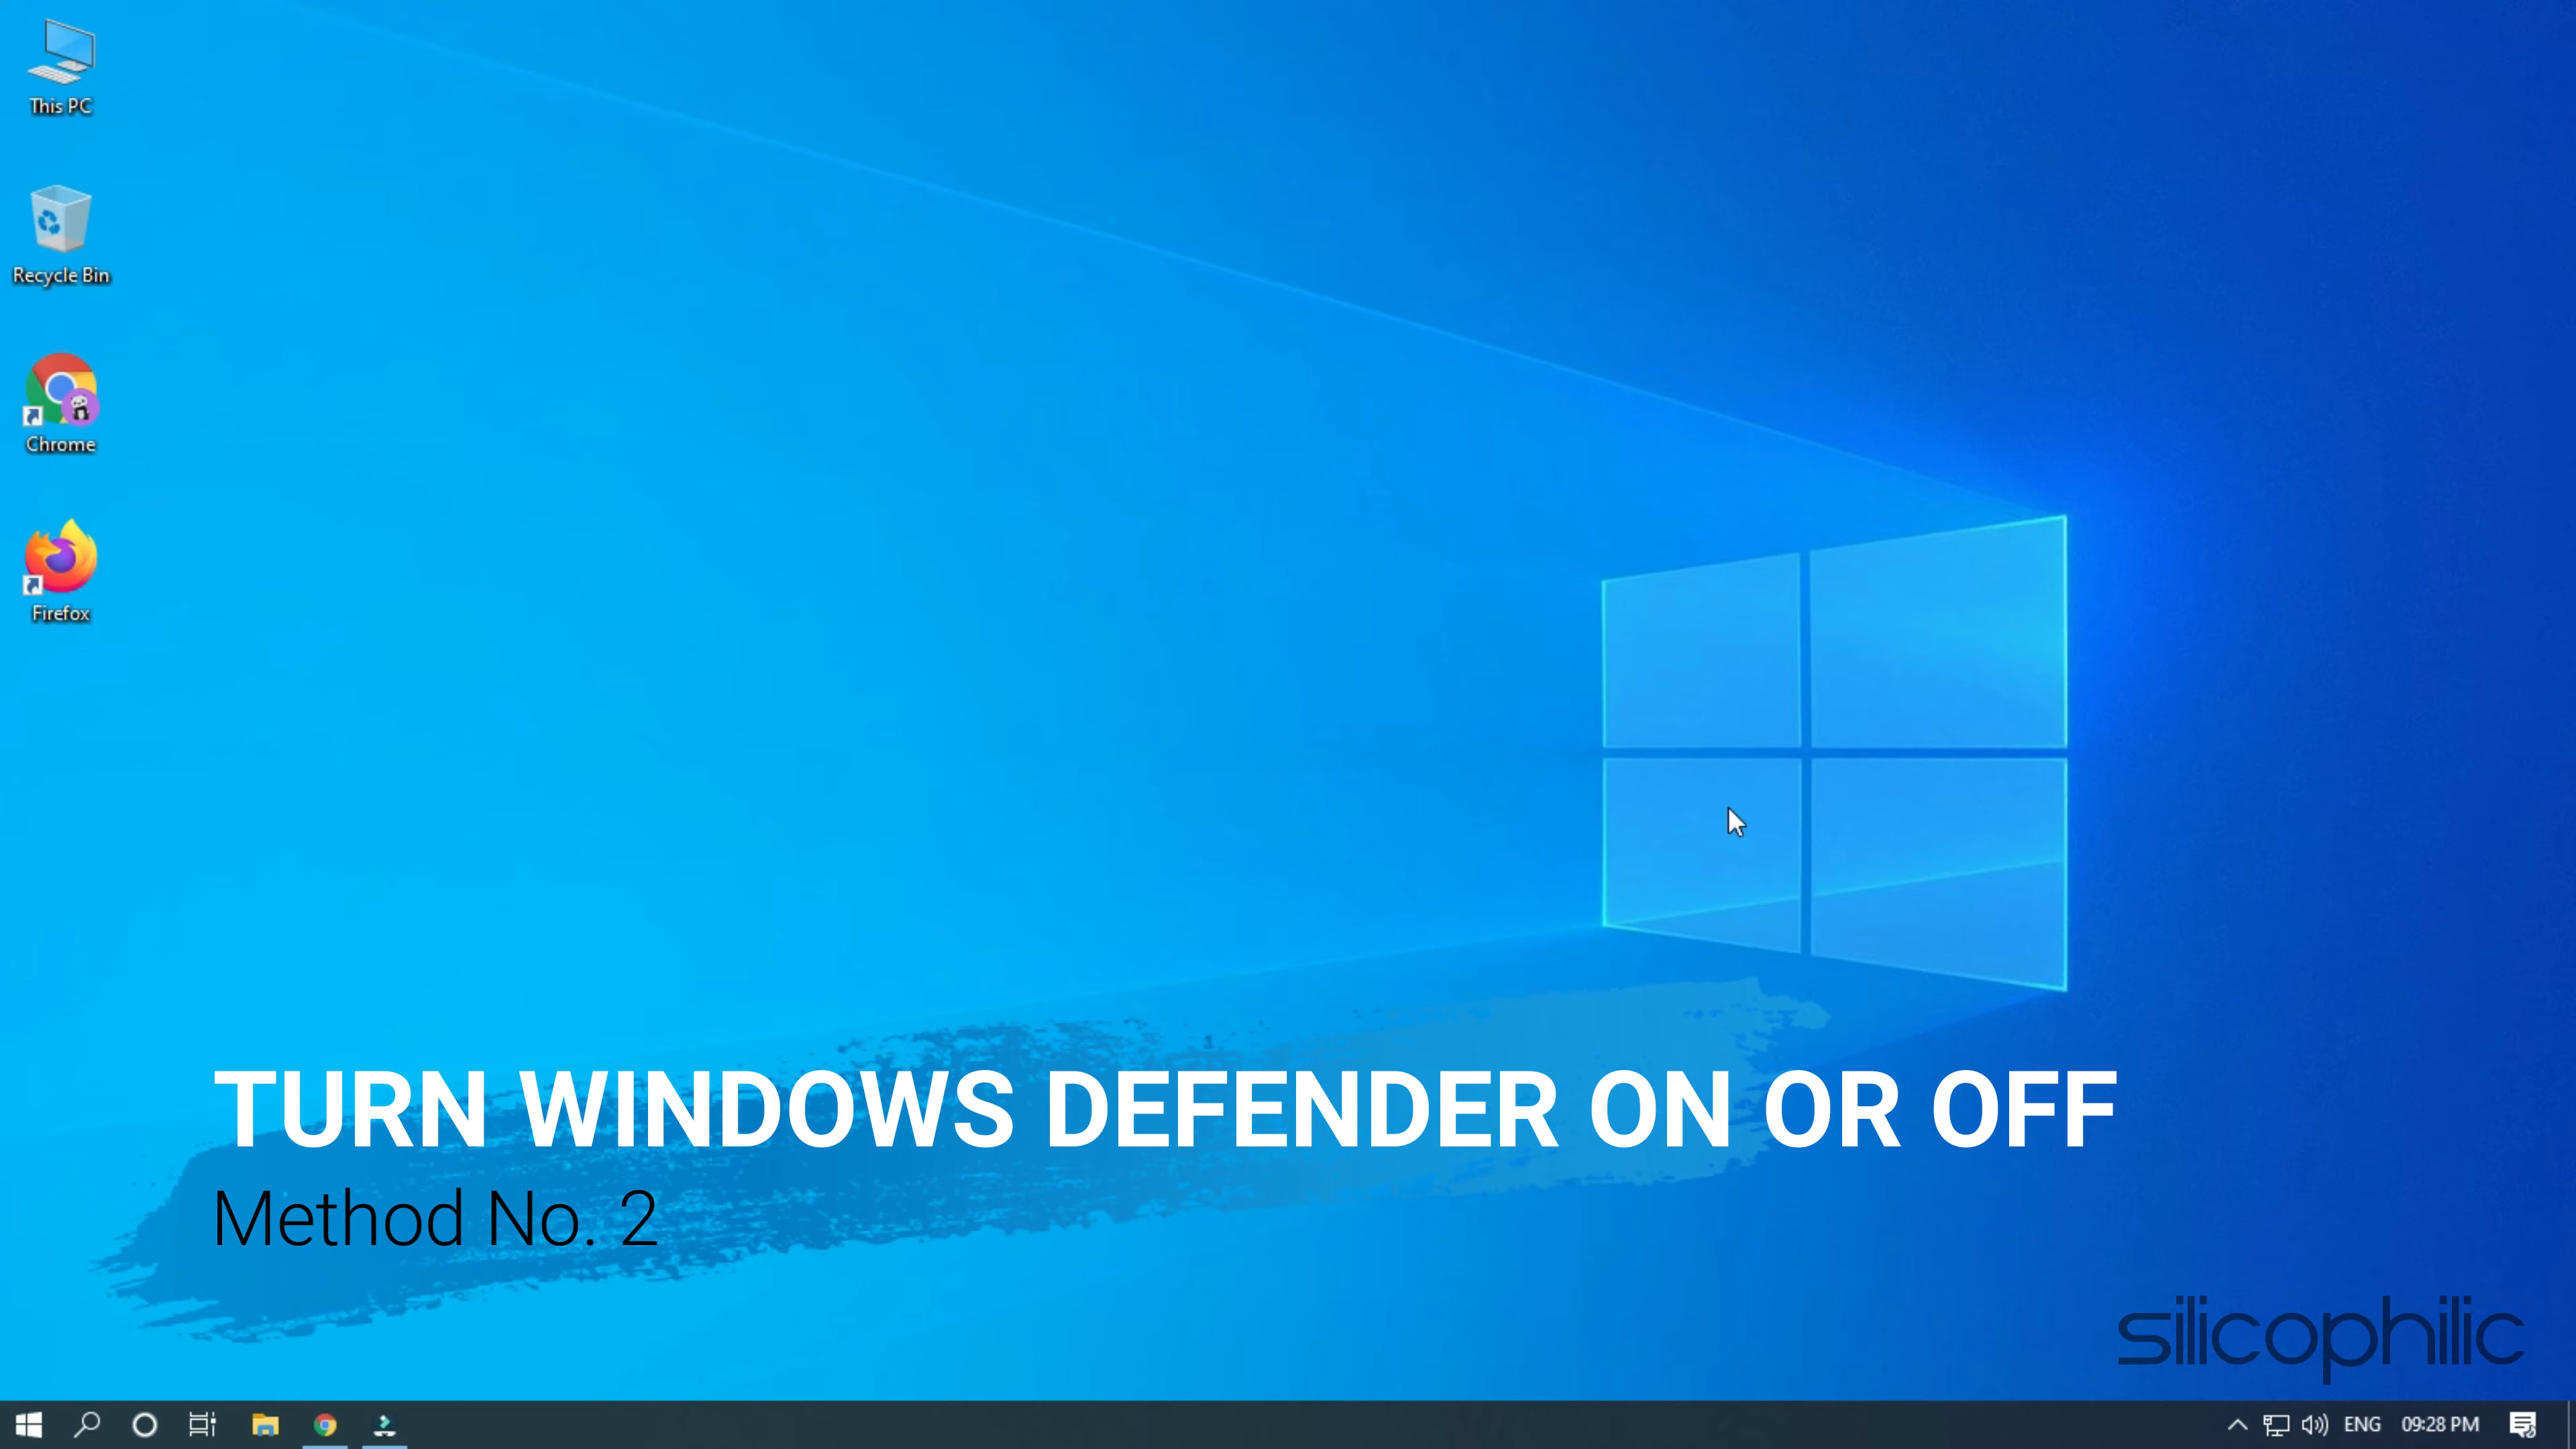 This PC
Recycle Bin
Chrome
Firefox
TURN WINDOWS DEFENDER ON OR OFF
Method No. 2
silicophilic
ENG 09:28 PM